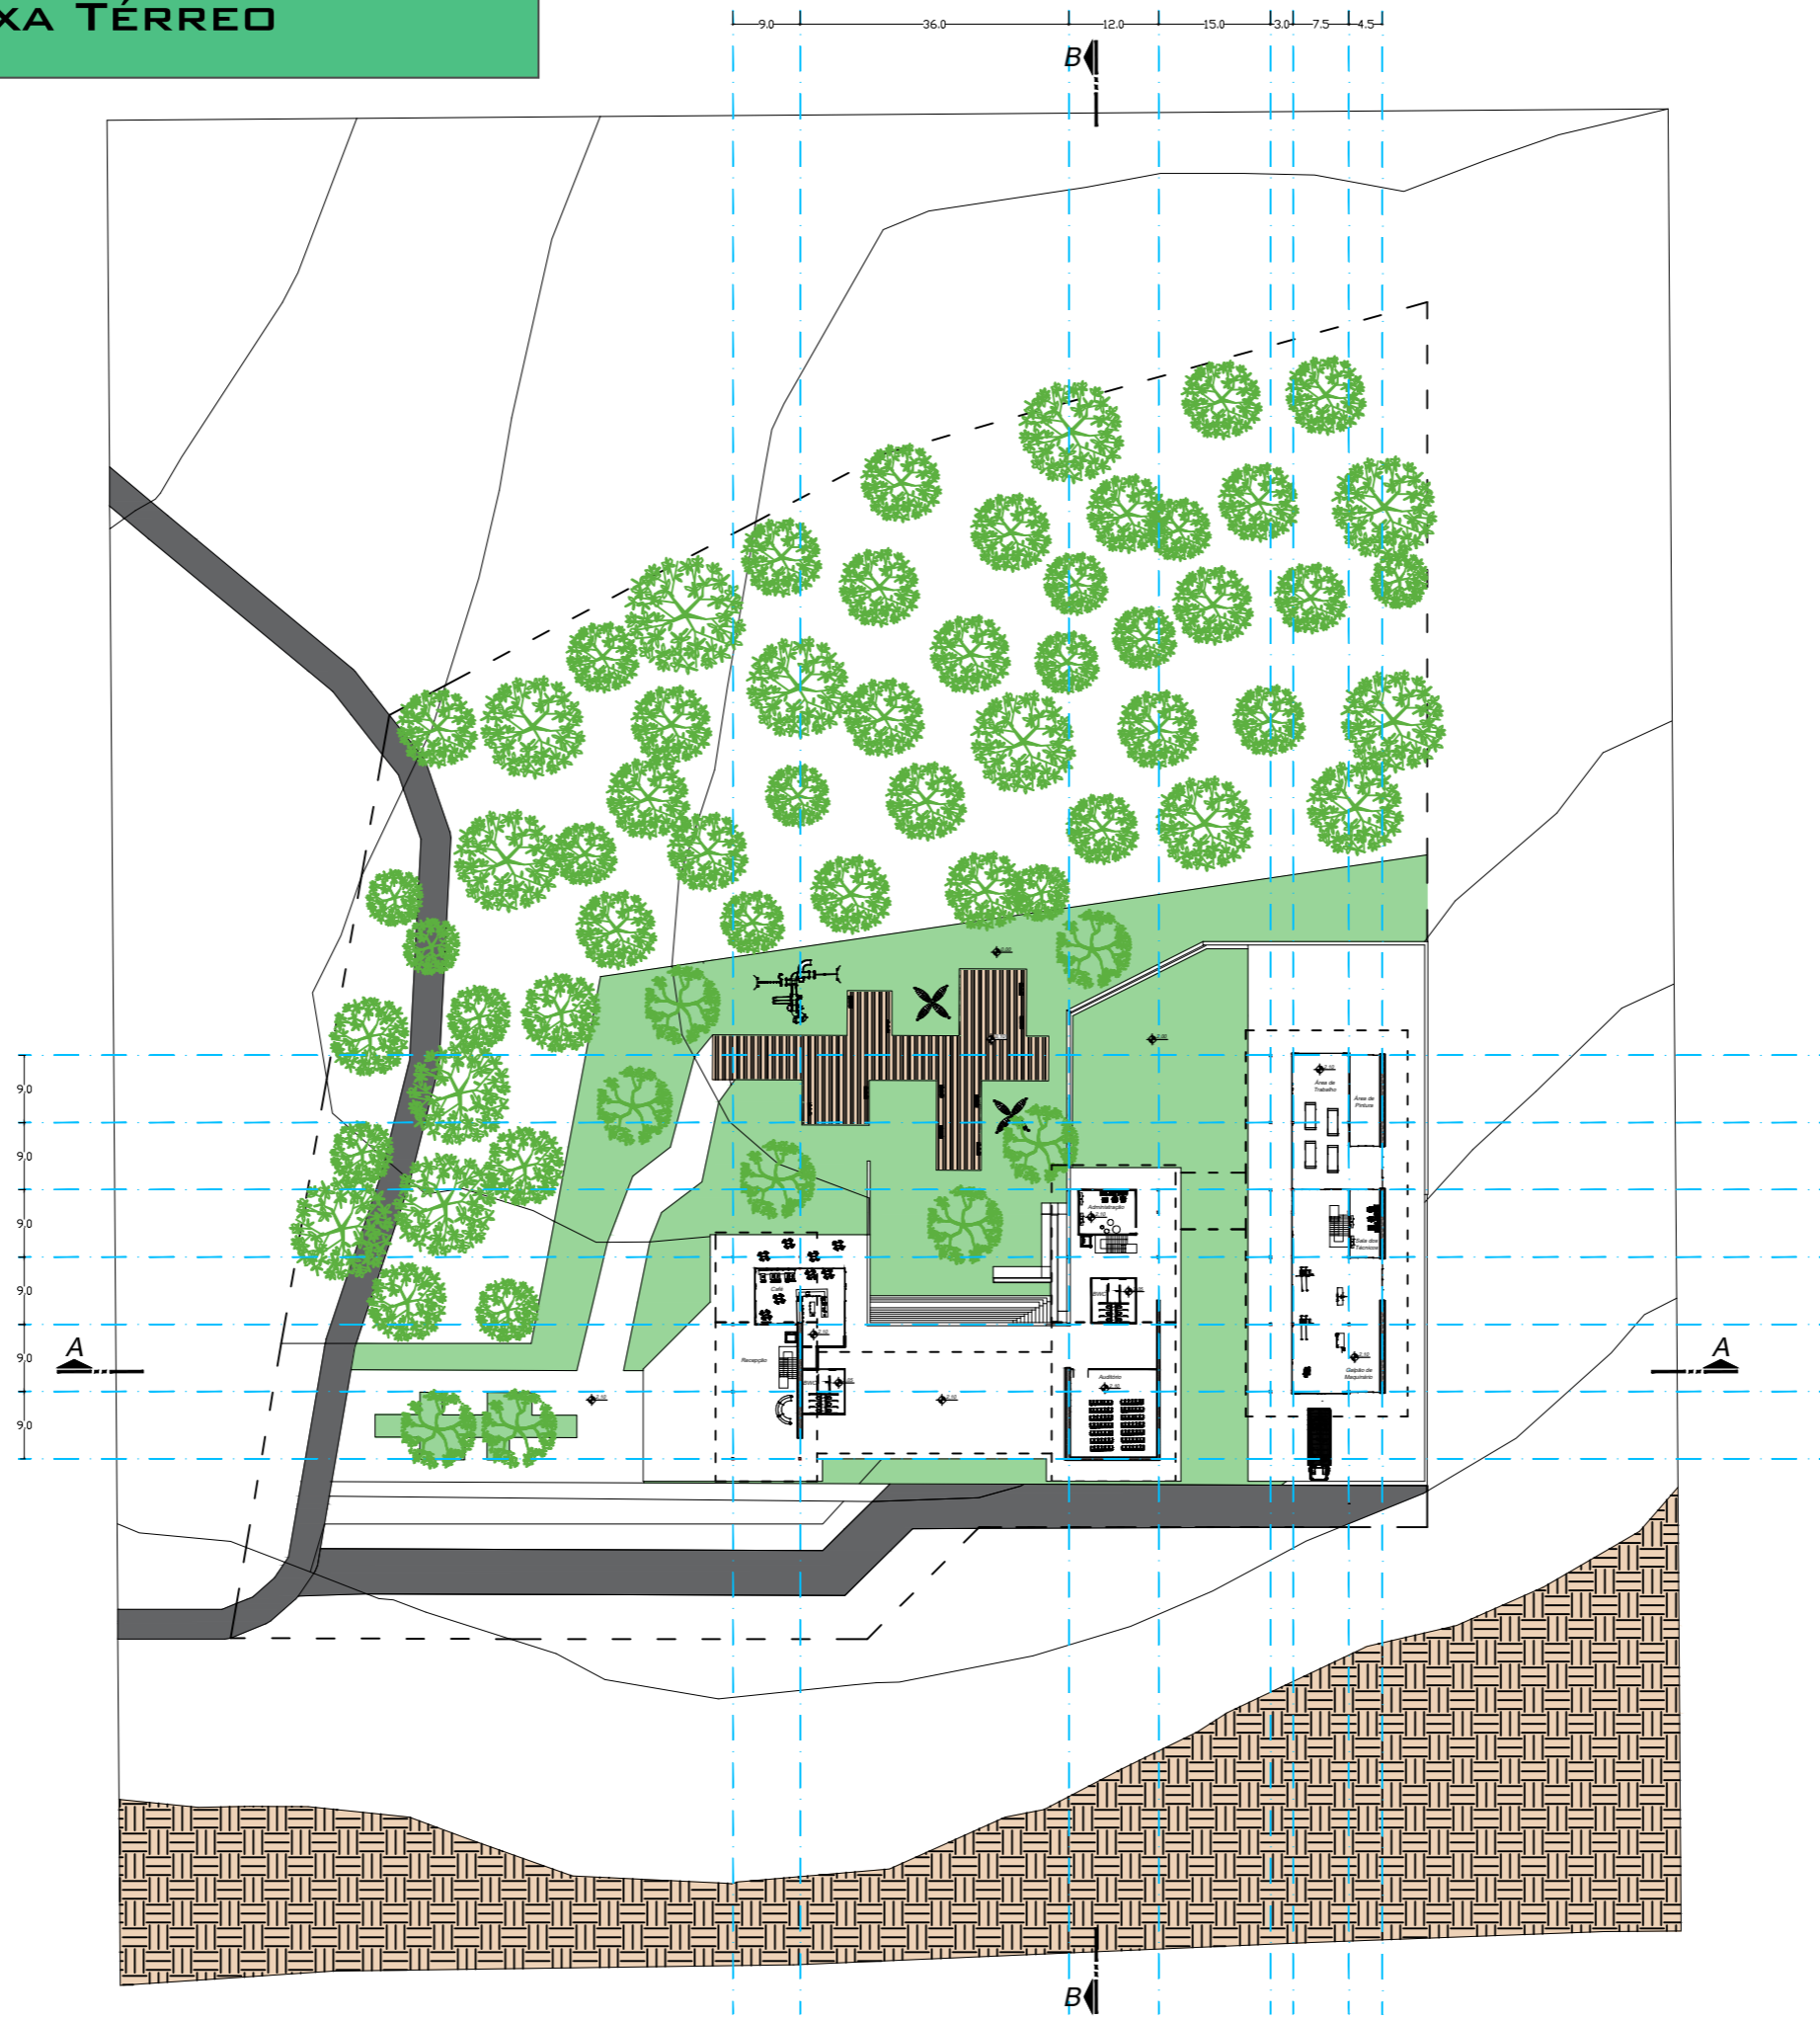 XA TÉRREO
9.0 36.0 12.0 15.0 3.0 7.5 4.5
B
9.0
Área de
Trabalho
Área de
Pintura
9.0
9.0
Administração
Sala dos
Técnicos
9.0
Café
BWC
9.0
A
A
Recepção
Auditório
Galpão de
Maquinário
BWC
9.0
B